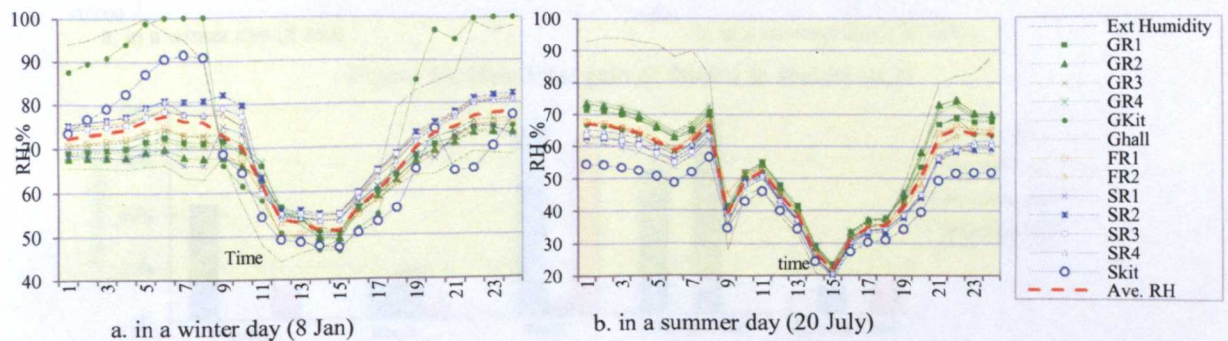 100
90
80
70
60
50
40
RH %
Time
1
3
5
7
9
11
13
15
17
19
21
23
a. in a winter day (8 Jan)
100
90
80
70
60
50
40
30
20
RH %
time
1
3
5
7
9
11
13
15
17
19
21
23
b. in a summer day (20 July)
Ext Humidity
GR1
GR2
GR3
GR4
GKit
Ghall
FR1
FR2
SR1
SR2
SR3
SR4
Skit
Ave. RH